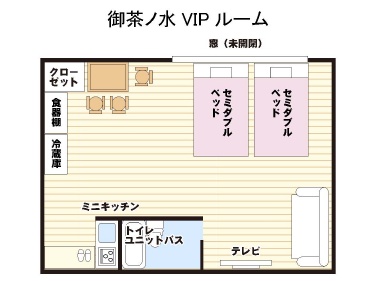 御茶ノ水 VIP ルーム
窓（未開閉）
クロー
ゼット
食器棚
冷蔵庫
セミダブル
ベッド
セミダブル
ベッド
ミニキッチン
トイレ
ユニットバス
テレビ